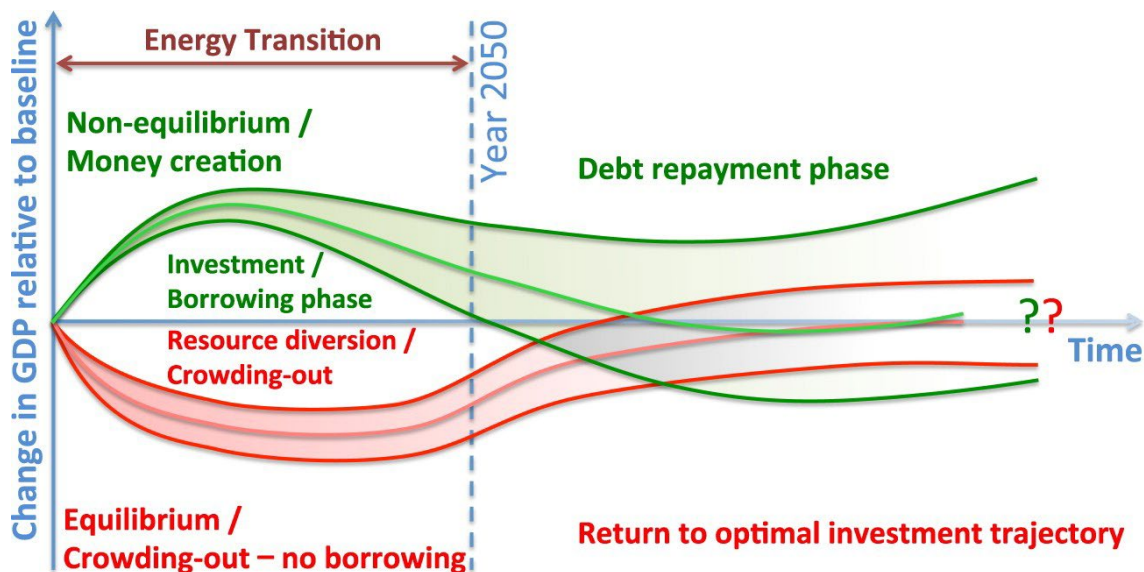 Change in GDP relative to baseline
Energy Transition
Year 2050
Non-equilibrium /
Money creation
Debt repayment phase
Investment /
Borrowing phase
Resource diversion /
Crowding-out
??
Time
Equilibrium /
Crowding-out – no borrowing
Return to optimal investment trajectory